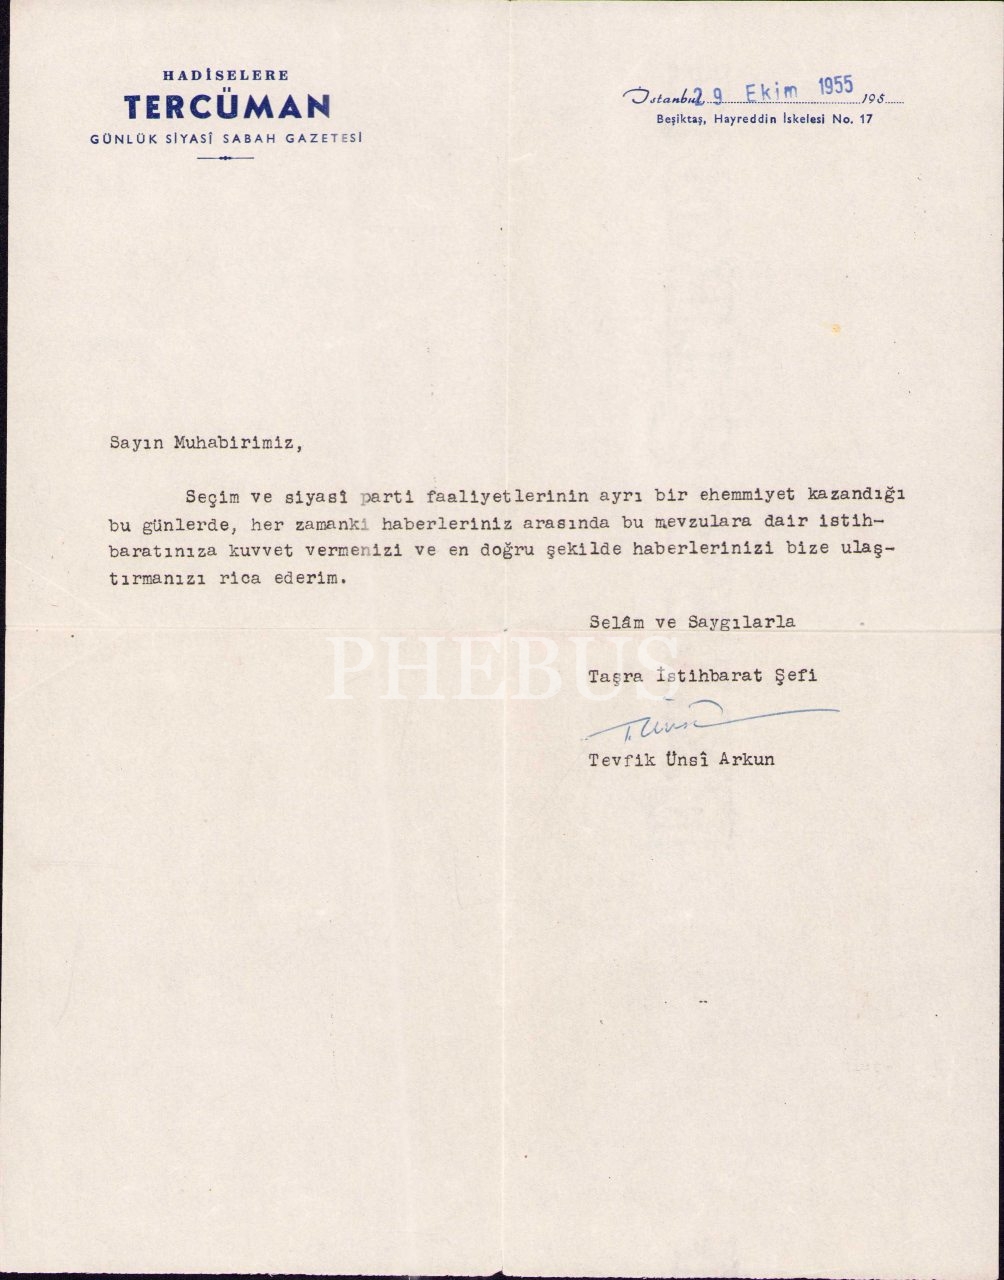 HADİSELERE
TERCÜMAN
GÜNLÜK SİYASÎ SABAH GAZETESİ
İstanbul, 29 Ekim 1955 195
Beşiktaş, Hayreddin İskelesi No. 17
Sayın Muhabirimiz,
Seçim ve siyasî parti faaliyetlerinin ayrı bir ehemmiyet kazandığı
bu günlerde, her zamanki haberleriniz arasında bu mevzulara dair istih-
baratınıza kuvvet vermenizi ve en doğru şekilde haberlerinizi bize ulaş-
tırmanızı rica ederim.
Selâm ve Saygılarla
PHEBUS
Taşra İstihbarat Şefi
Tevfik Ünsî Arkun